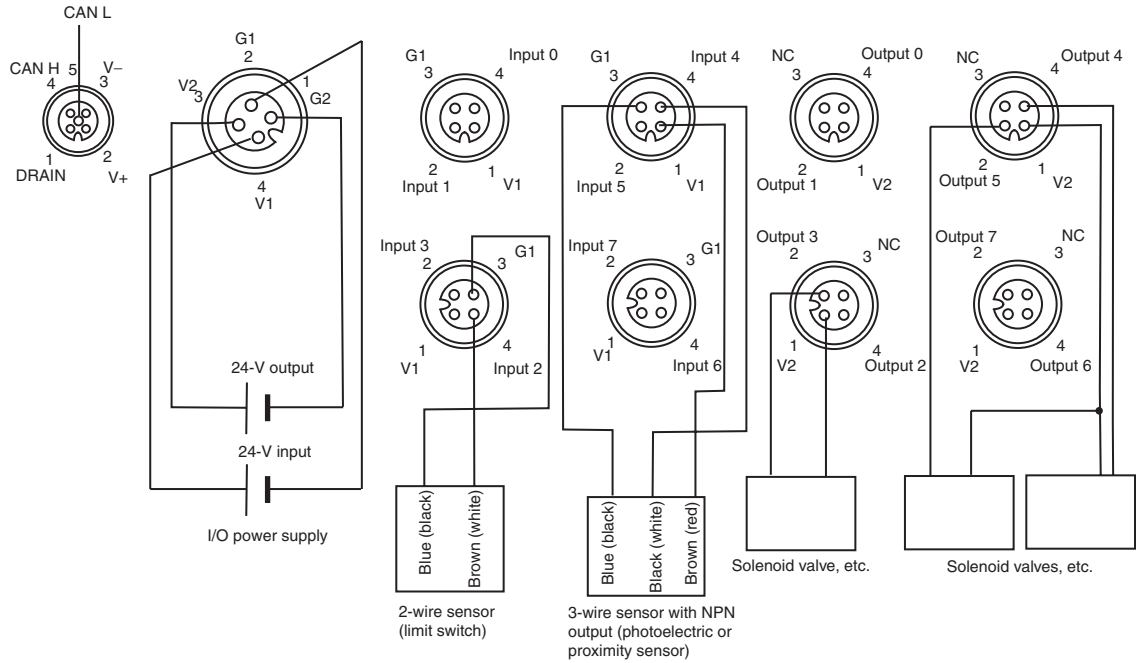 CAN L
CAN H
5
V–
4
3
1
2
DRAIN
V+
G1
2
V2
3
1
G2
4
V1
24-V output
24-V input
I/O power supply
G1
Input 0
3
4
2
1
Input 1
V1
G1
Input 4
3
4
2
1
Input 5
V1
NC
Output 0
3
4
2
1
Output 1
V2
NC
Output 4
3
4
2
1
Output 5
V2
Input 3
G1
2
3
1
4
V1
Input 2
Input 7
G1
2
3
1
4
V1
Input 6
Output 3
NC
2
3
1
4
V2
Output 2
Output 7
NC
2
3
1
4
V2
Output 6
Blue (black)
Brown (white)
2-wire sensor
(limit switch)
Blue (black)
Black (white)
Brown (red)
3-wire sensor with NPN
output (photoelectric or
proximity sensor)
Solenoid valve, etc.
Solenoid valves, etc.